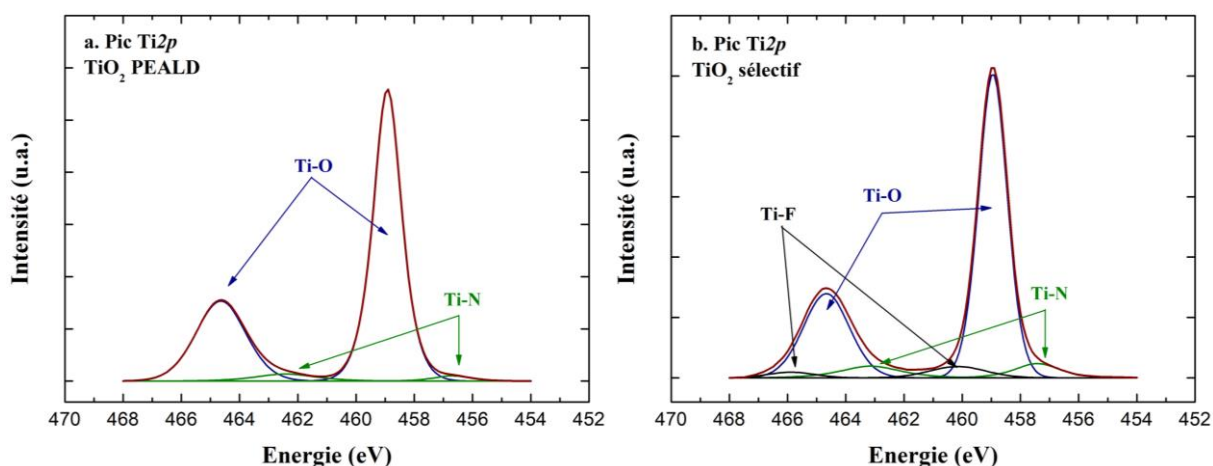 a. Pic Ti2p
TiO2 PEALD
Ti-O
Ti-N
Intensité (u.a.)
470 468 466 464 462 460 458 456 454 452
Energie (eV)
b. Pic Ti2p
TiO2 sélectif
Ti-O
Ti-F
Ti-N
Intensité (u.a.)
470 468 466 464 462 460 458 456 454 452
Energie (eV)